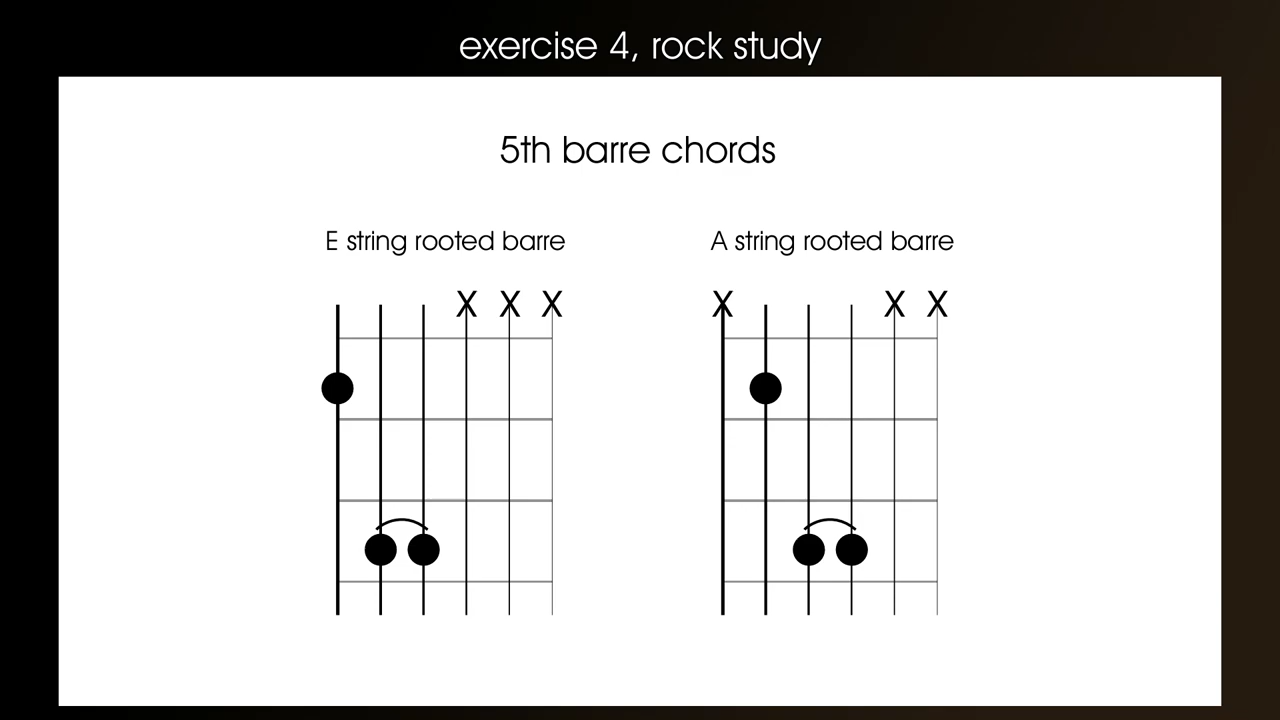 exercise 4, rock study
5th barre chords
E string rooted barre
A string rooted barre
X X X
X X X